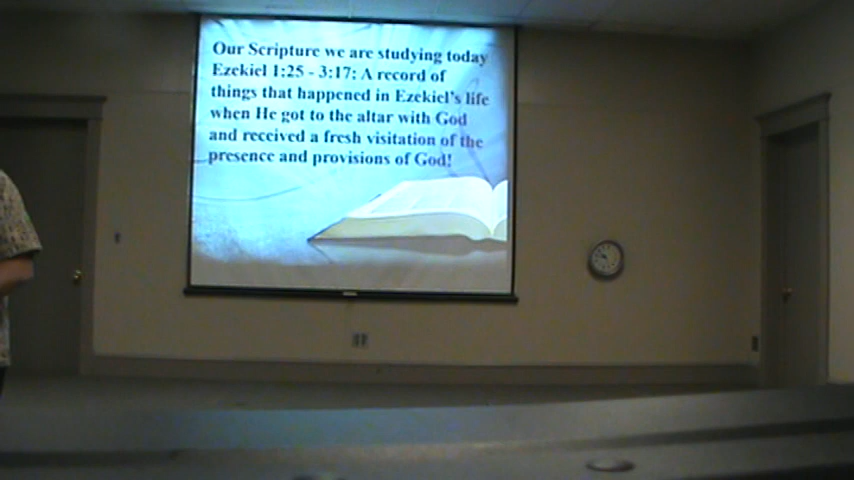 Our Scripture we are studying today
Ezekiel 1:25 - 3:17: A record of
things that happened in Ezekiel's life
when He got to the altar with God
and received a fresh visitation of the
presence and provisions of God!